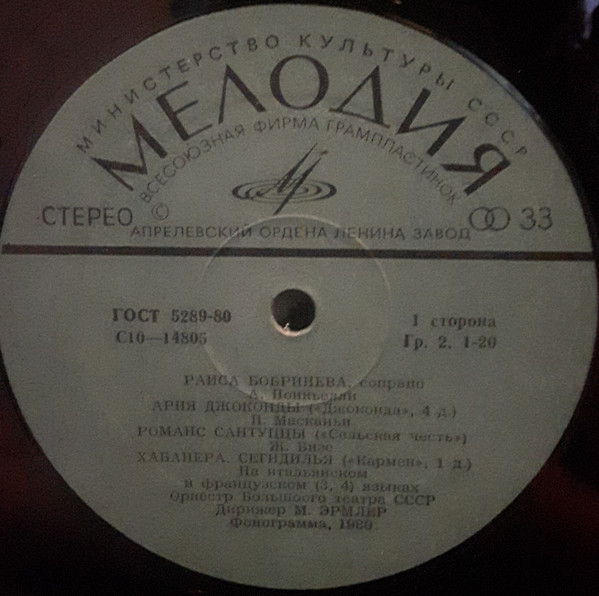 МИНИСТЕРСТВО КУЛЬТУРЫ СССР
МЕЛОДИЯ
ВСЕСОЮЗНАЯ ФИРМА ГРАМПЛАСТИНОК
СТЕРЕО © 33
АПРЕЛЕВСКИЙ ОРДЕНА ЛЕНИНА ЗАВОД
ГОСТ 5289-80 1 сторона
С10—14805 Гр. 2. 1-20
РАИСА БОБРИНЕВА, сопрано
А. Понкьелли
АРИЯ ДЖОКОНДЫ («Джоконда», 4 д.)
П. Масканьи
РОМАНС САНТУЦЦЫ («Сельская честь»)
Ж. Бизе
ХАБАНЕРА. СЕГИДИЛЬЯ («Кармен», 1 д.)
На итальянском
и французском (3, 4) языках
Оркестр Большого театра СССР
Дирижер М. ЭРМЛЕР
Фонограмма, 1980